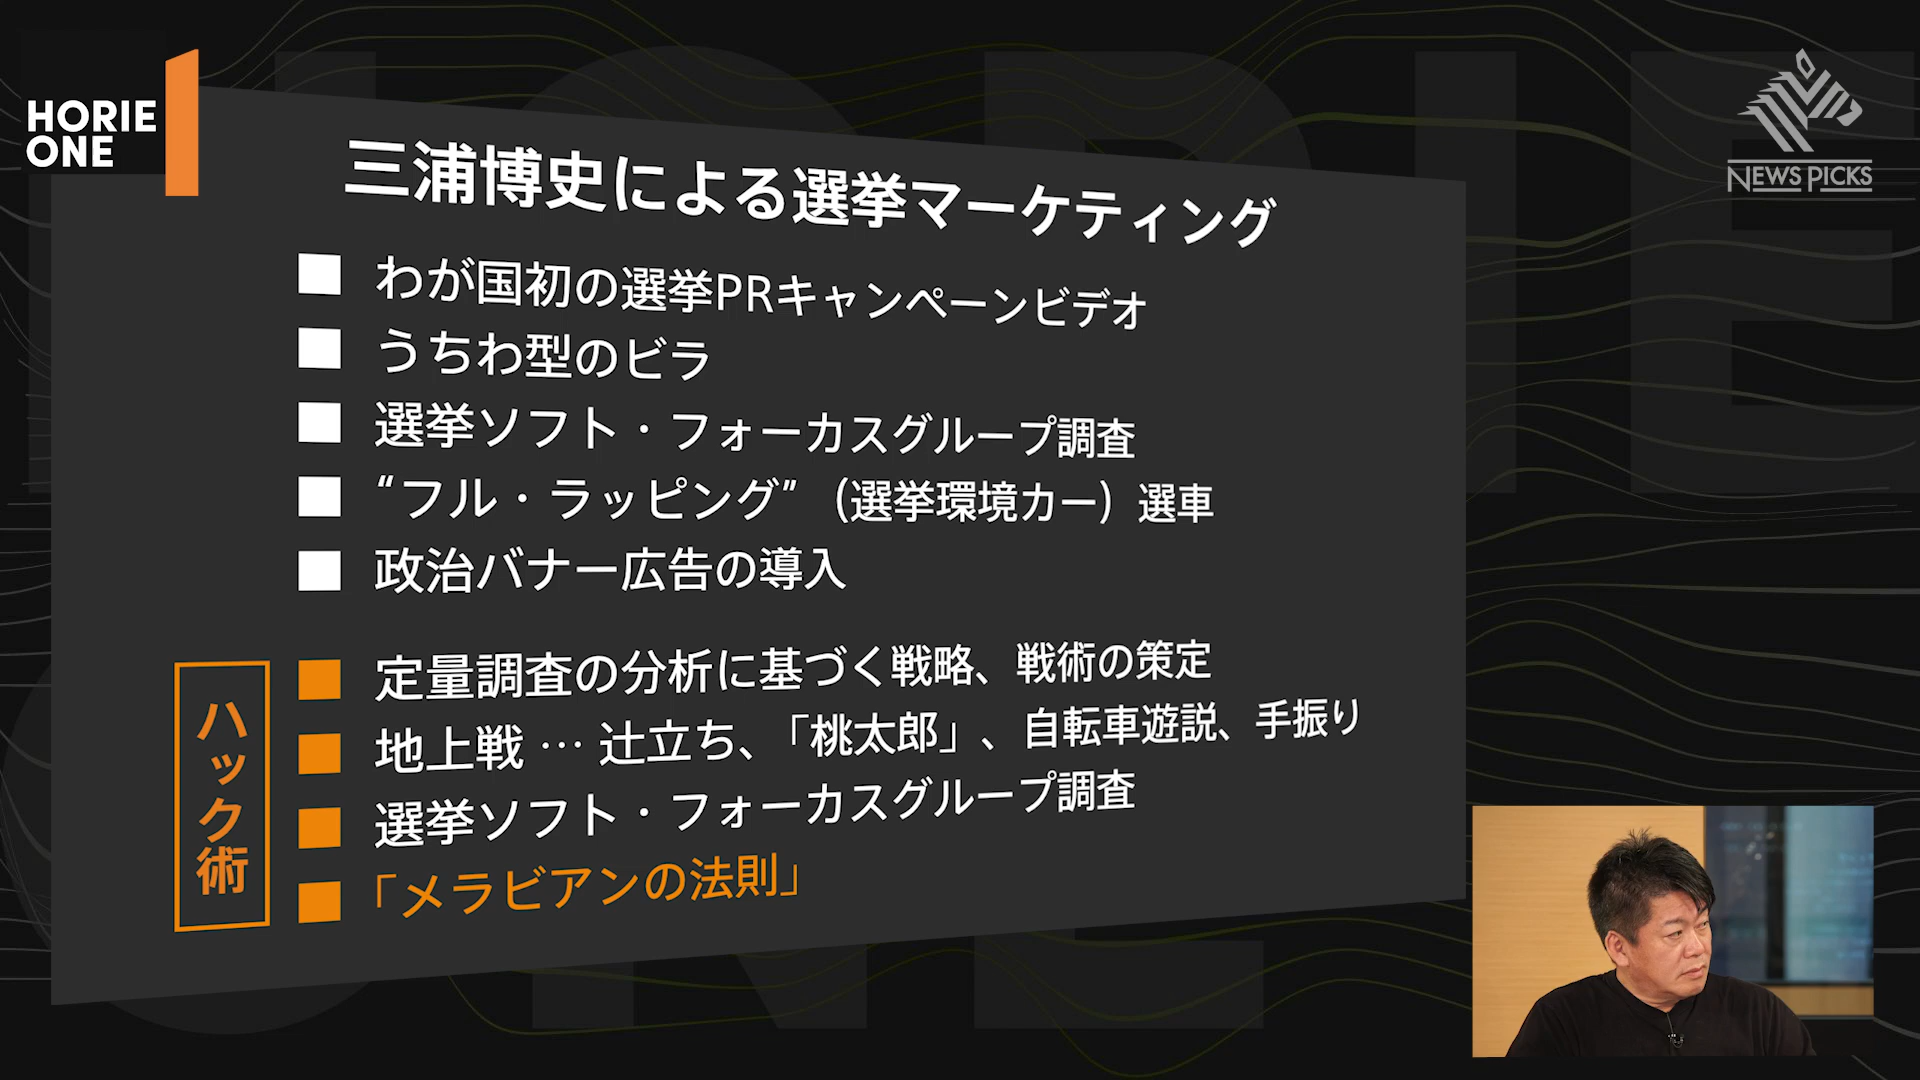 HORIE
ONE
NEWS PICKS
三浦博史による選挙マーケティング
■ わが国初の選挙PRキャンペーンビデオ
■ うちわ型のビラ
■ 選挙ソフト・フォーカスグループ調査
■ “フル・ラッピング” (選挙環境カー) 選車
■ 政治バナー広告の導入
ハック術
■ 定量調査の分析に基づく戦略、戦術の策定
■ 地上戦 … 辻立ち、「桃太郎」、自転車遊説、手振り
■ 選挙ソフト・フォーカスグループ調査
■ 「メラビアンの法則」